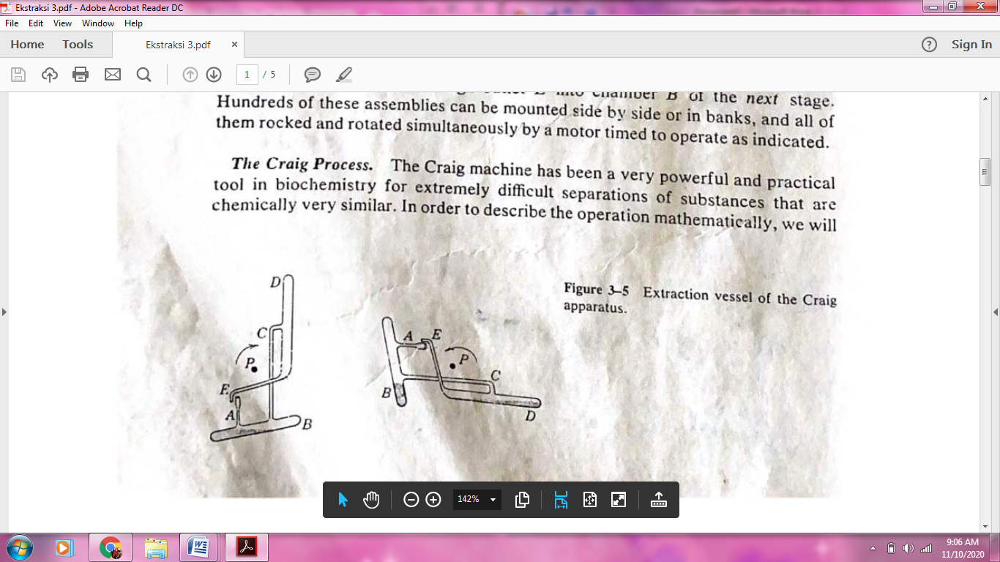 Ekstraksi 3.pdf - Adobe Acrobat Reader DC
File Edit View Window Help
Home Tools Ekstraksi 3.pdf × ? Sign In
1 / 5
into chamber B of the next stage.
Hundreds of these assemblies can be mounted side by side or in banks, and all of
them rocked and rotated simultaneously by a motor timed to operate as indicated.
The Craig Process. The Craig machine has been a very powerful and practical
tool in biochemistry for extremely difficult separations of substances that are
chemically very similar. In order to describe the operation mathematically, we will
D
C
P
E
A
B
A E
P
C
B
D
Figure 3–5 Extraction vessel of the Craig
apparatus.
142%
9:06 AM
11/10/2020